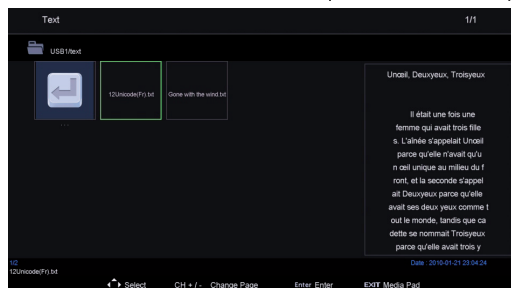 Text
1/1
USB1/text
12Unicode(Fr).txt
Gone with the wind.txt
...
Unœil, Deuxyeux, Troisyeux
Il était une fois une
femme qui avait trois fille
s. L'aînée s'appelait Unœil
parce qu'elle n'avait qu'u
n œil unique au milieu du f
ront, et la seconde s'appel
ait Deuxyeux parce qu'elle
avait ses deux yeux comme t
out le monde, tandis que ca
dette se nommait Troisyeux
parce qu'elle avait trois y
1/2
Date : 2010-01-21 23:04:24
12Unicode(Fr).txt
Select
CH + / - Change Page
Enter Enter
EXIT Media Pad